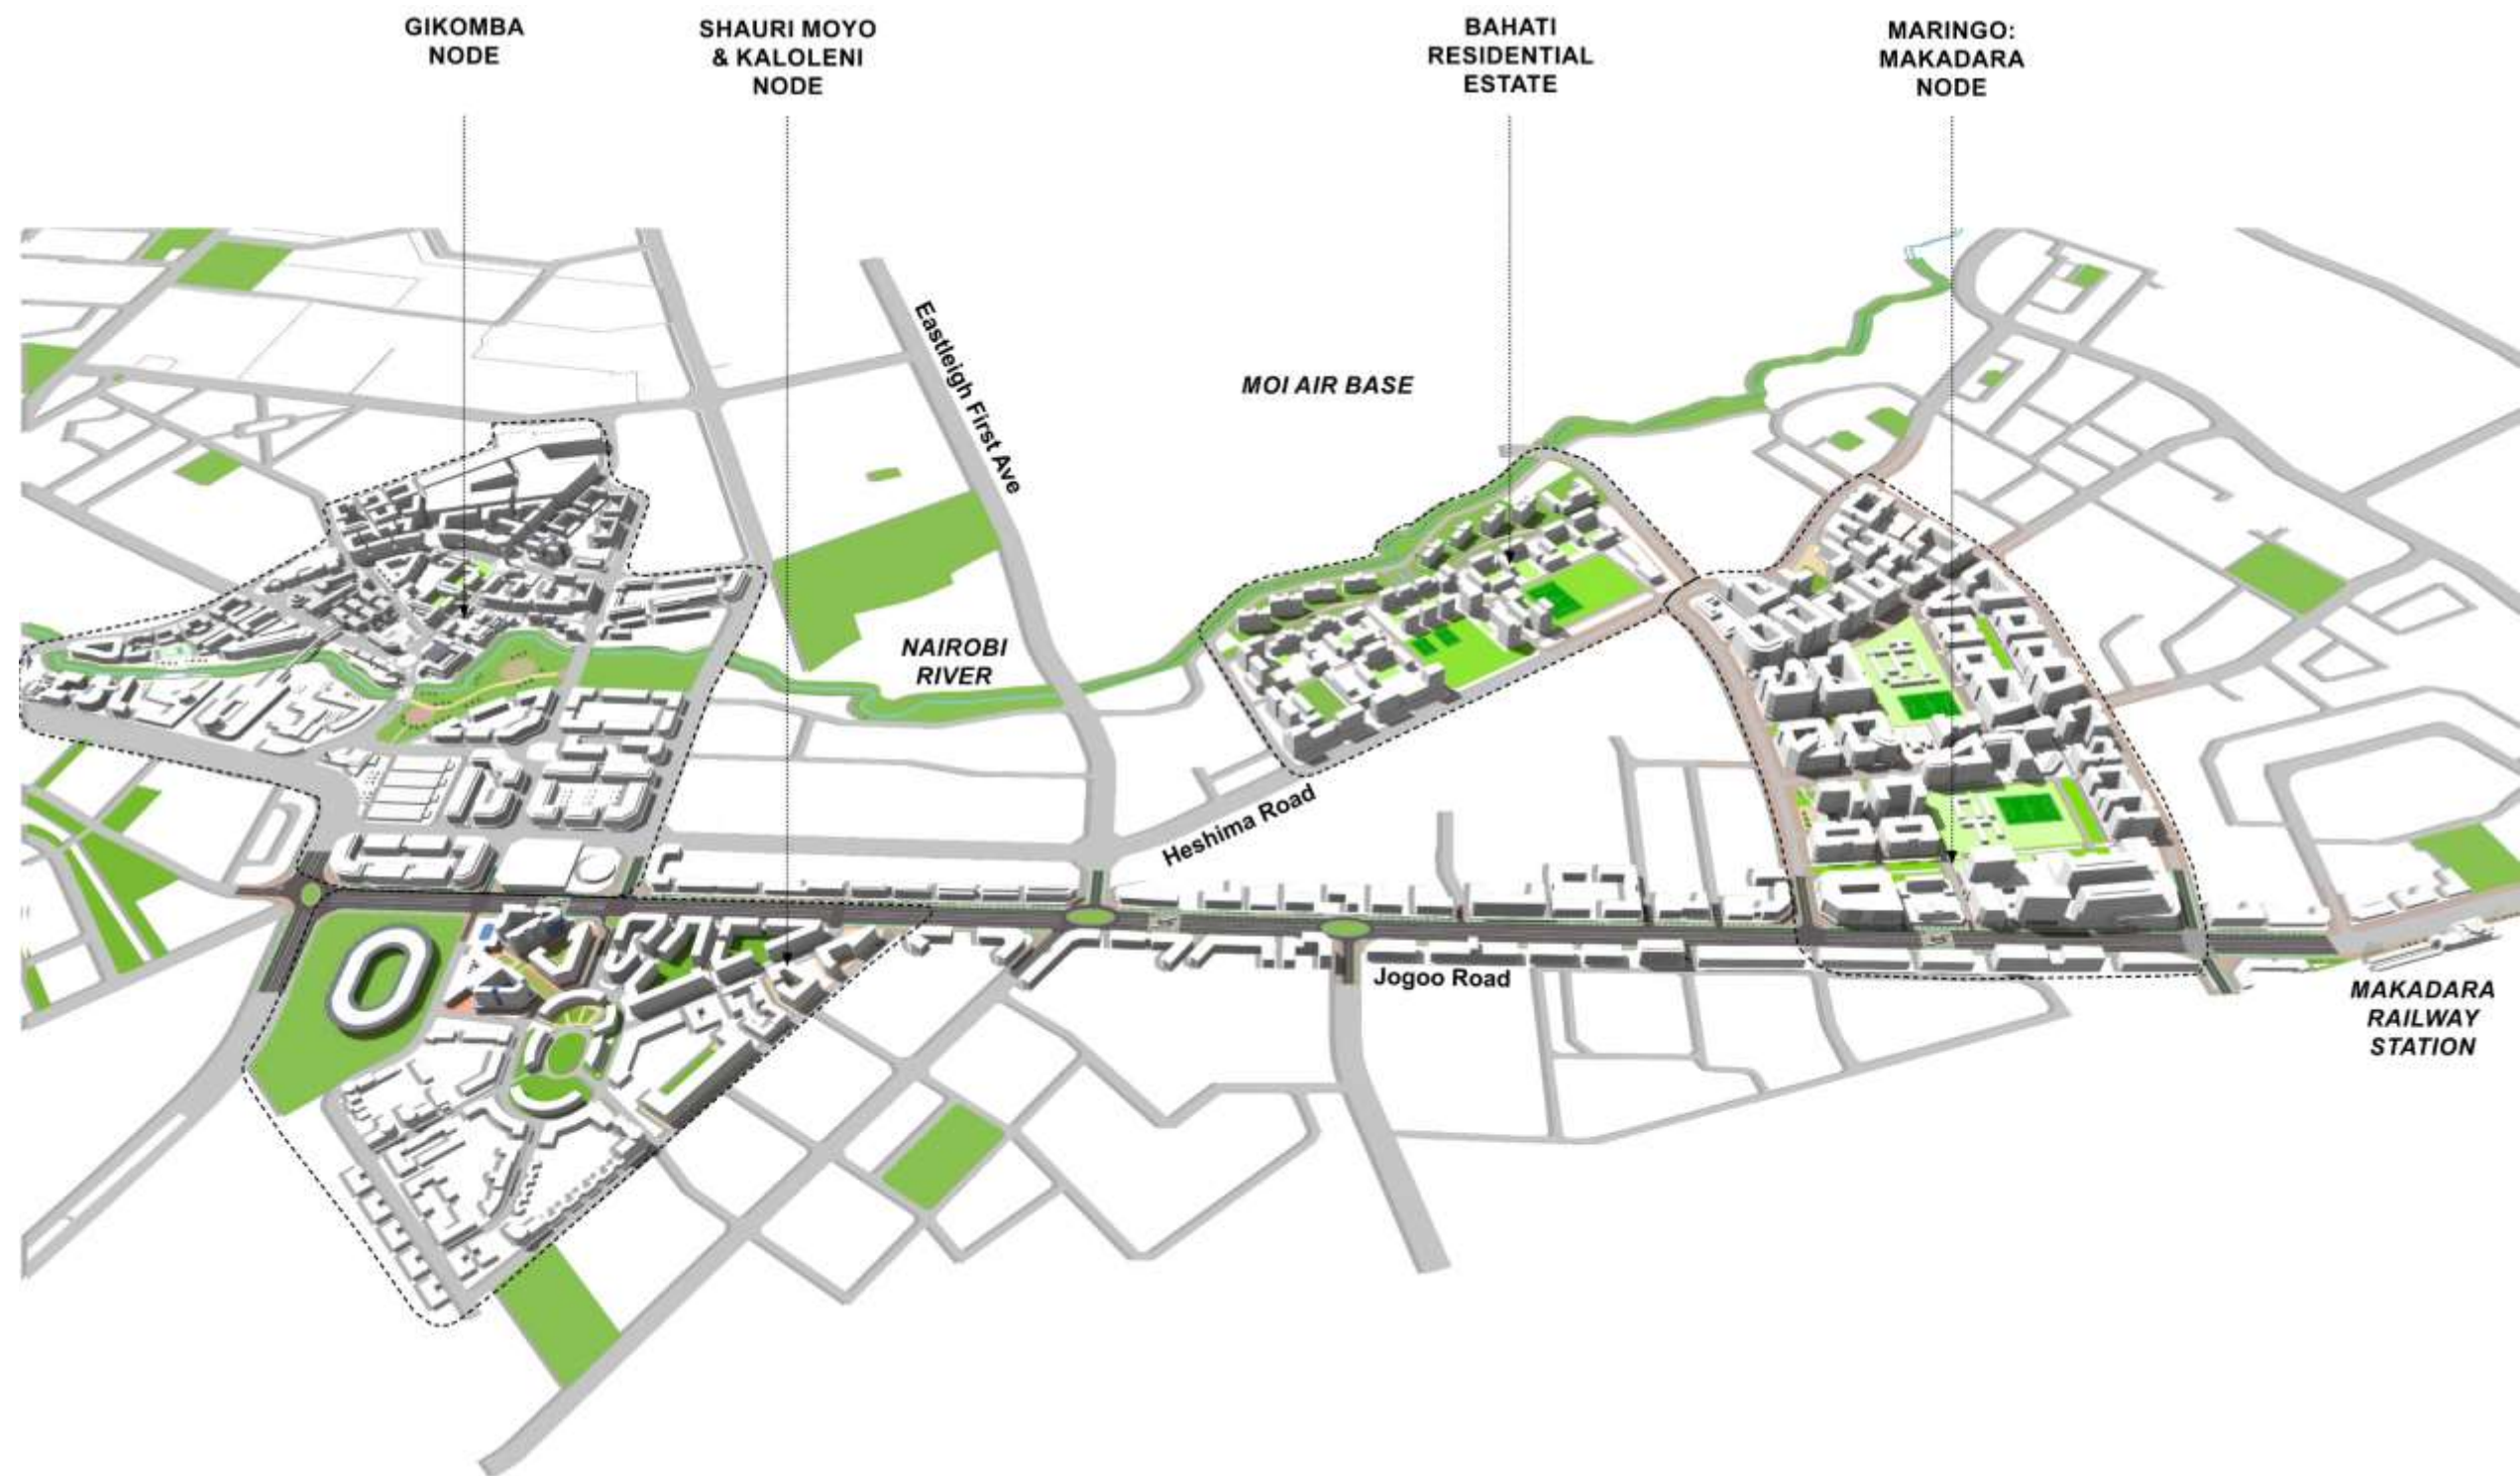 GIKOMBA
NODE
SHAURI MOYO
& KALOLENI
NODE
BAHATI
RESIDENTIAL
ESTATE
MARINGO:
MAKADARA
NODE
Eastleigh First Ave
MOI AIR BASE
NAIROBI
RIVER
Heshima Road
Jogoo Road
MAKADARA
RAILWAY
STATION